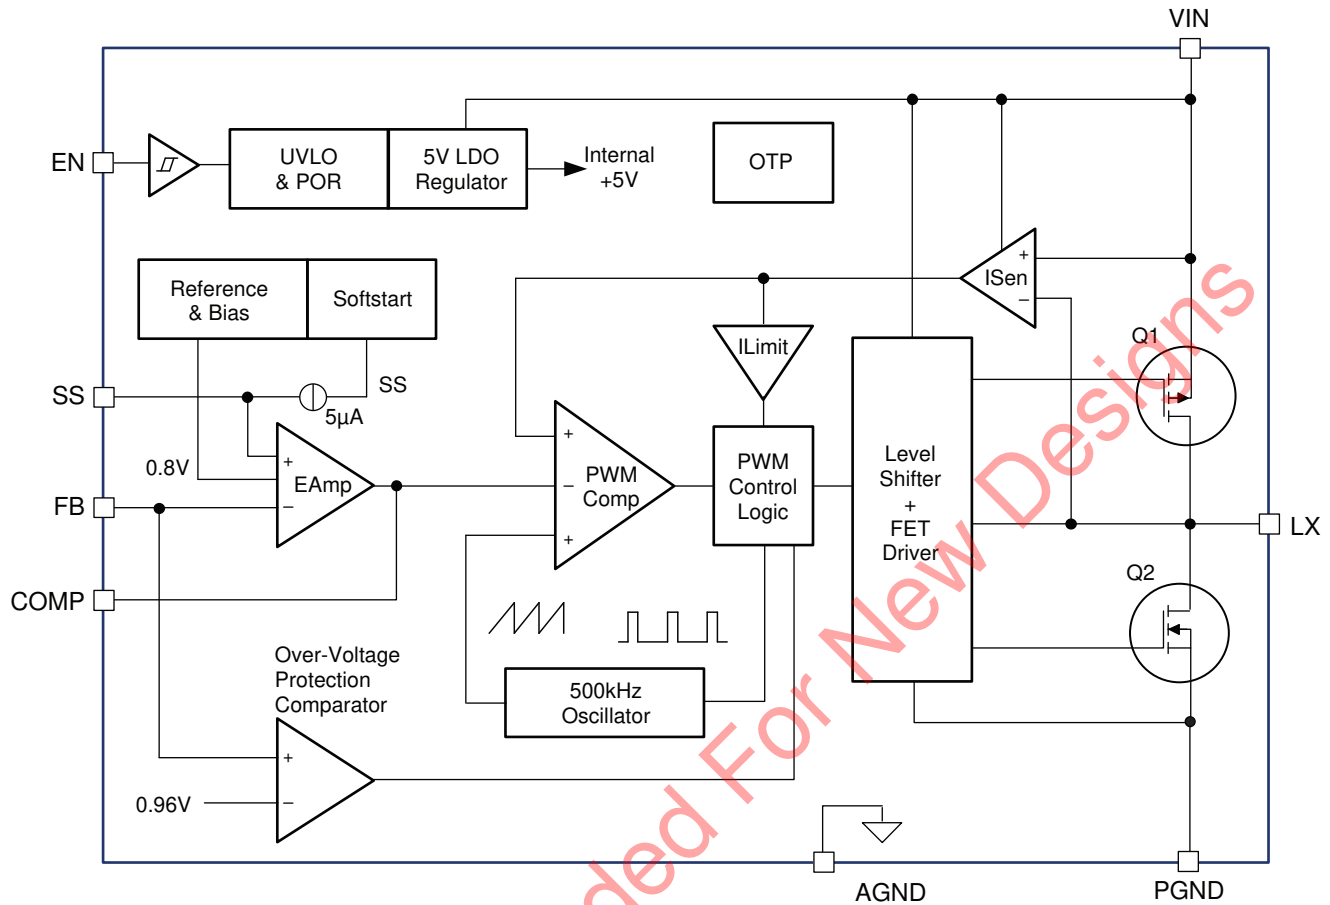 VIN
EN
UVLO
& POR
5V LDO
Regulator
Internal
+5V
OTP
Reference
& Bias
Softstart
+
ISen
−
ILimit
Q1
SS
SS
5µA
0.8V
+
EAmp
−
FB
+
PWM
Comp
−
+
PWM
Control
Logic
Level
Shifter
+
FET
Driver
LX
Q2
COMP
Over-Voltage
Protection
Comparator
500kHz
Oscillator
+
−
0.96V
AGND
PGND
ded For New Designs